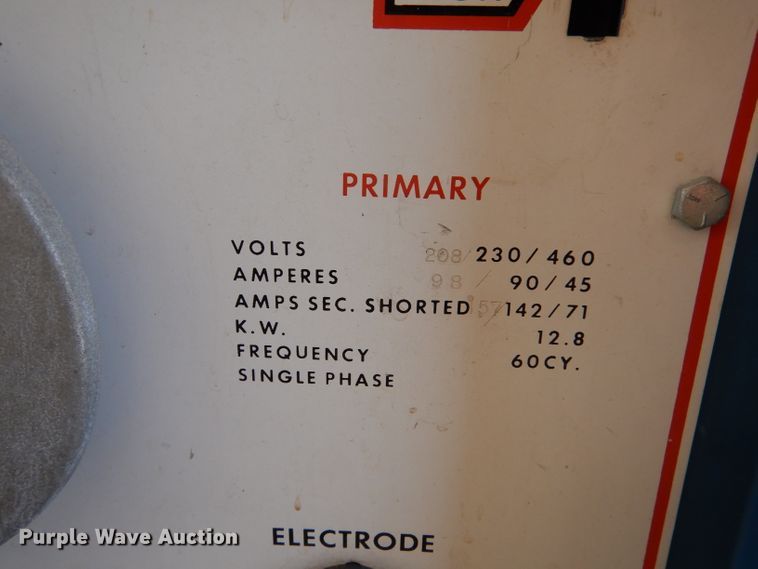 PRIMARY
VOLTS 208/230/460
AMPERES 98 / 90/45
AMPS SEC. SHORTED 157/142/71
K.W. 12.8
FREQUENCY 60CY.
SINGLE PHASE
ELECTRODE
Purple Wave Auction